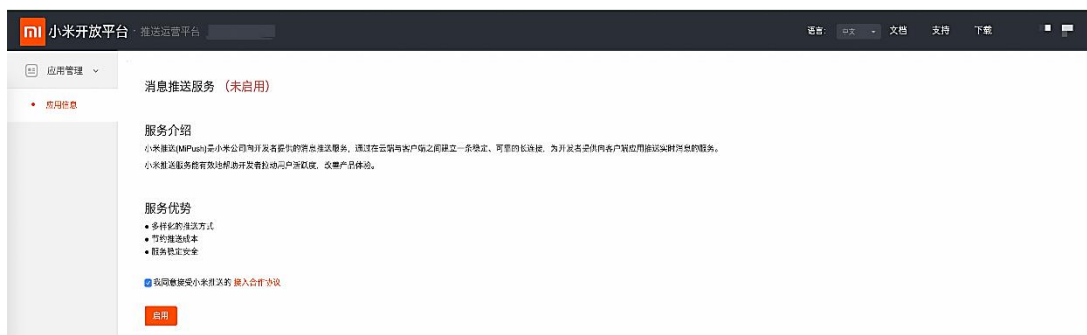 小米开放平台 · 推送运营平台 语言: 中文 文档 支持 下载
应用管理
应用信息
消息推送服务 (未启用)
服务介绍
小米推送(MiPush)是小米公司向开发者提供的消息推送服务，通过在云端与客户端之间建立一条稳定、可靠的长连接，为开发者提供向客户端应用推送实时消息的服务。
小米推送服务能有效地帮助开发者拉动用户活跃度，改善产品体验。
服务优势
• 多样化的推送方式
• 节约推送成本
• 服务稳定安全
我同意接受小米推送的 接入合作协议
启用